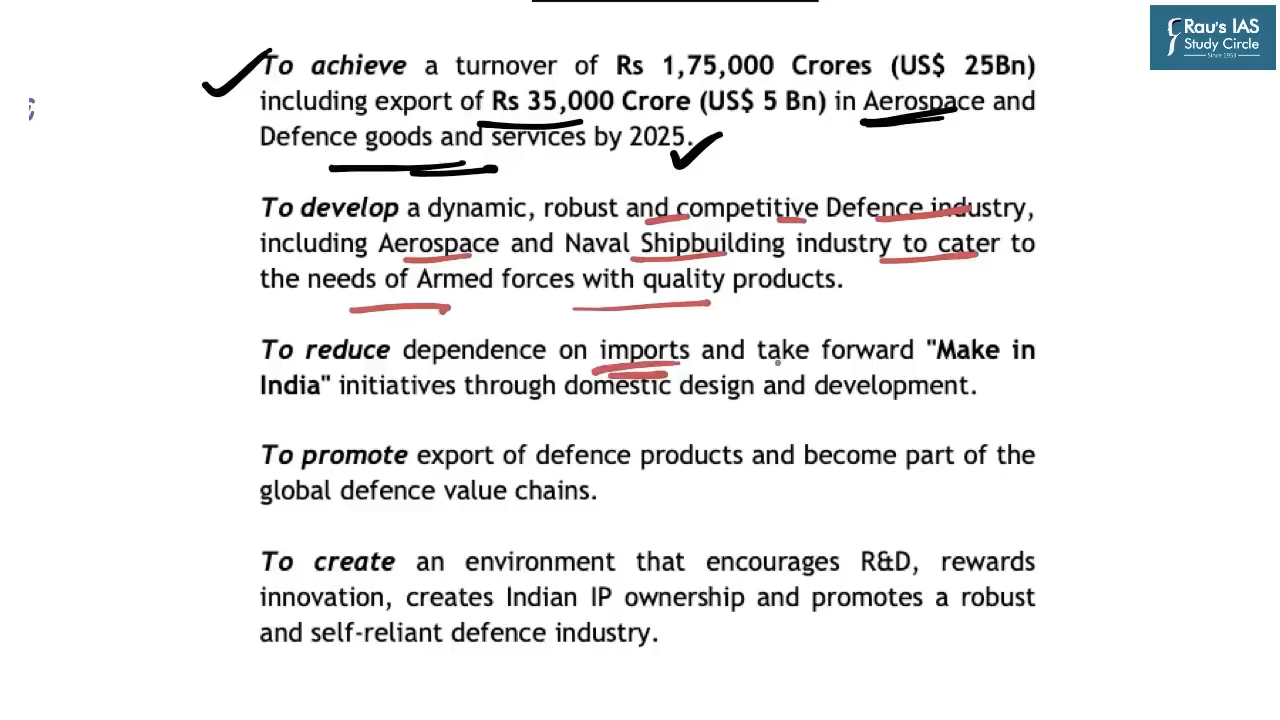 Rau's IAS
Study Circle
Since 1953
To achieve a turnover of Rs 1,75,000 Crores (US$ 25Bn)
including export of Rs 35,000 Crore (US$ 5 Bn) in Aerospace and
Defence goods and services by 2025.
To develop a dynamic, robust and competitive Defence industry,
including Aerospace and Naval Shipbuilding industry to cater to
the needs of Armed forces with quality products.
To reduce dependence on imports and take forward "Make in
India" initiatives through domestic design and development.
To promote export of defence products and become part of the
global defence value chains.
To create an environment that encourages R&D, rewards
innovation, creates Indian IP ownership and promotes a robust
and self-reliant defence industry.